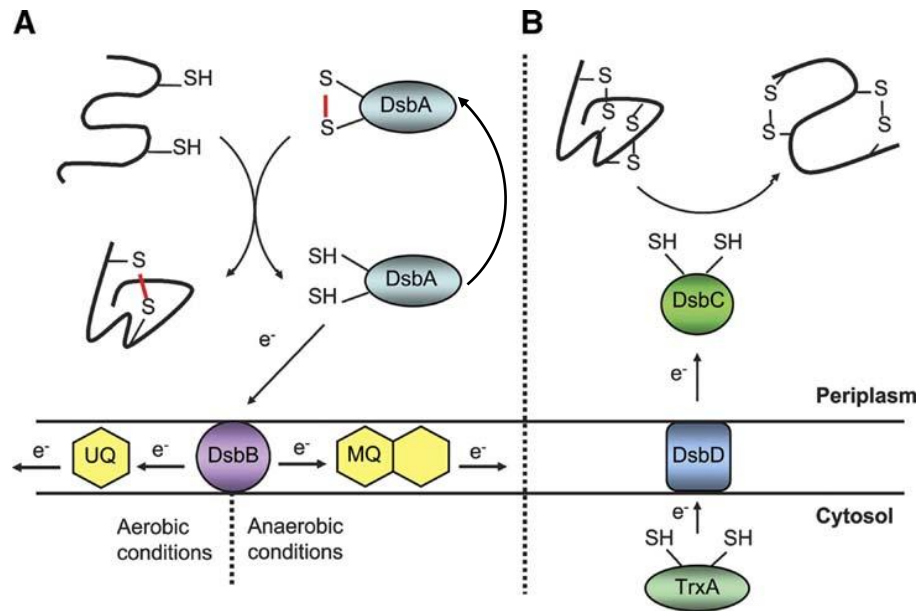 A
SH
SH
S
S
DsbA
S
S
SH
SH
DsbA
e-
e-
UQ
e-
DsbB
e-
MQ
e-
Aerobic
conditions
Anaerobic
conditions
B
S
S
S
S
S
S
S
S
SH
SH
DsbC
e-
Periplasm
DsbD
e-
Cytosol
SH
SH
TrxA